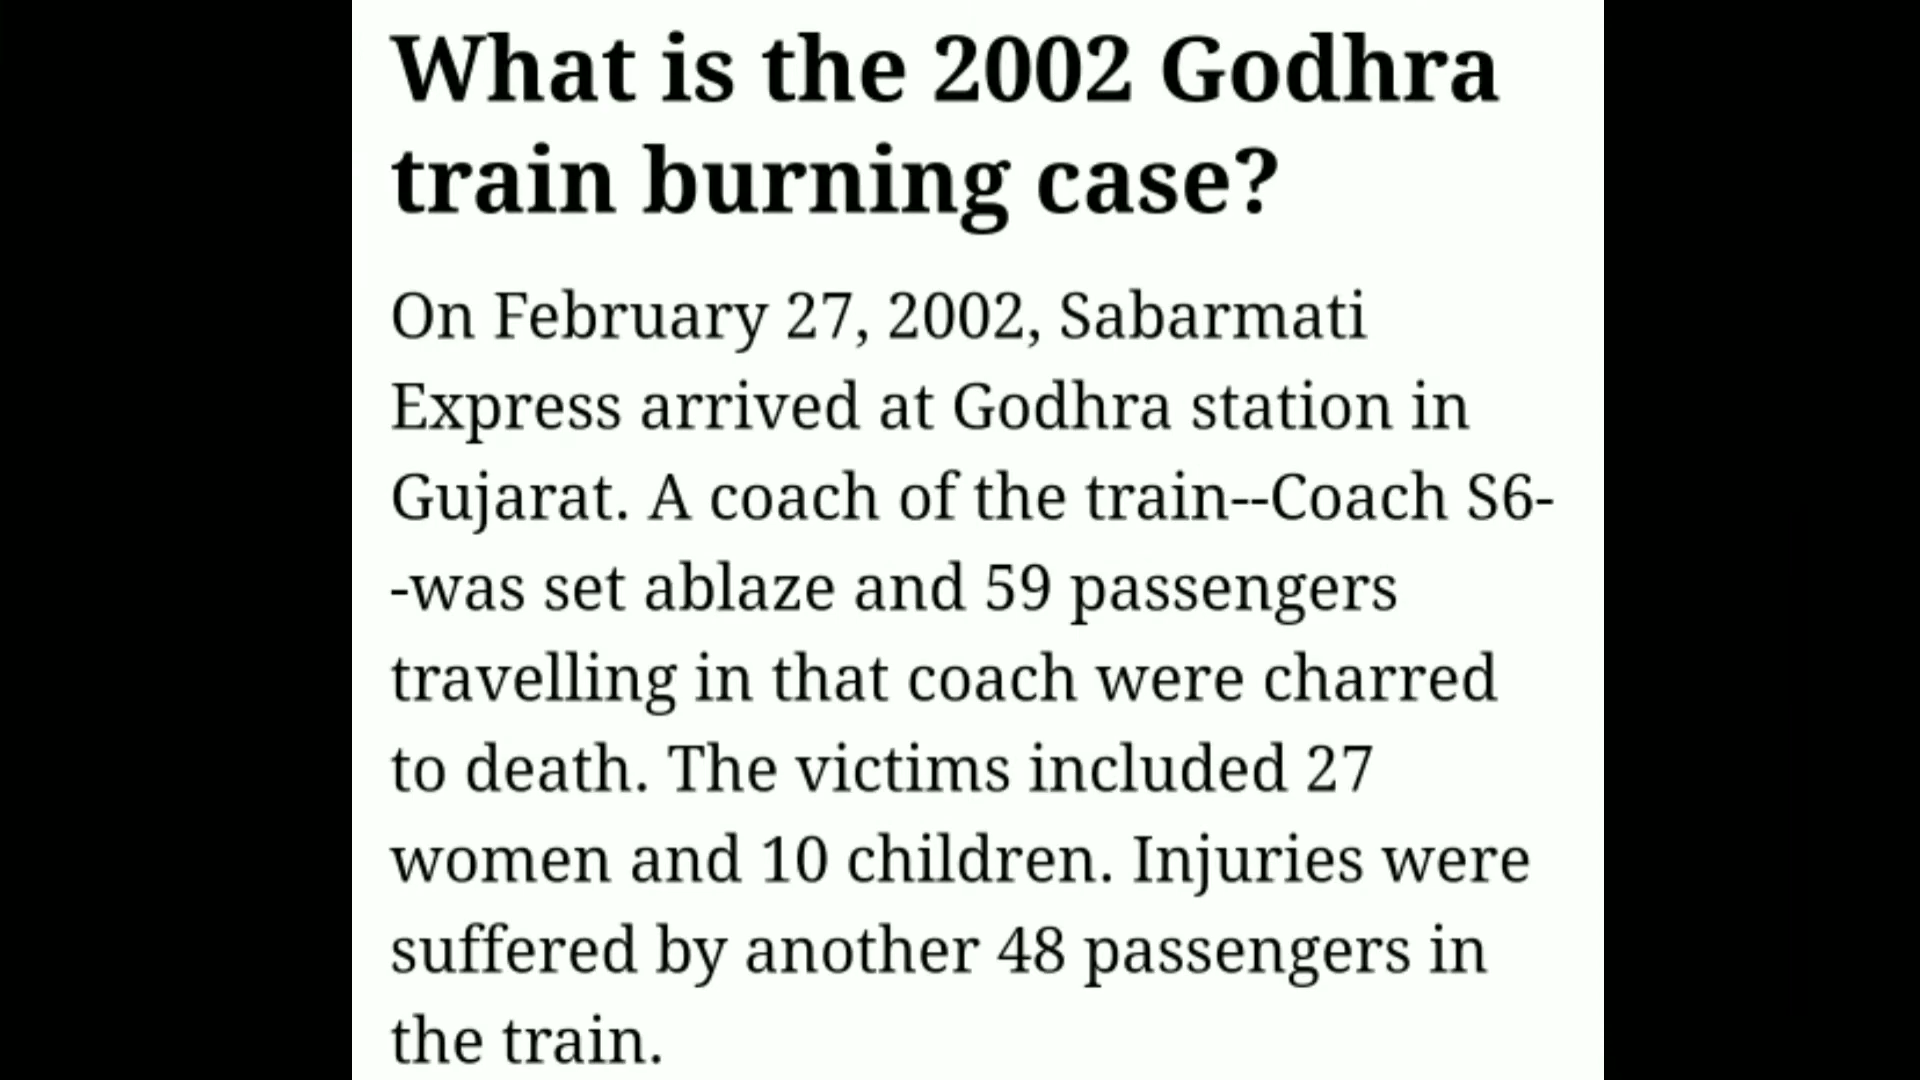 What is the 2002 Godhra
train burning case?
On February 27, 2002, Sabarmati
Express arrived at Godhra station in
Gujarat. A coach of the train--Coach S6-
-was set ablaze and 59 passengers
travelling in that coach were charred
to death. The victims included 27
women and 10 children. Injuries were
suffered by another 48 passengers in
the train.